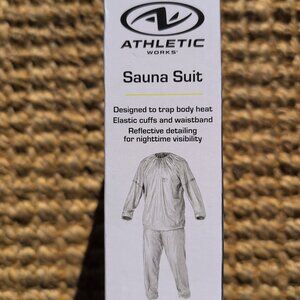 ATHLETIC
WORKS
Sauna Suit
Designed to trap body heat
Elastic cuffs and waistband
Reflective detailing
for nighttime visibility